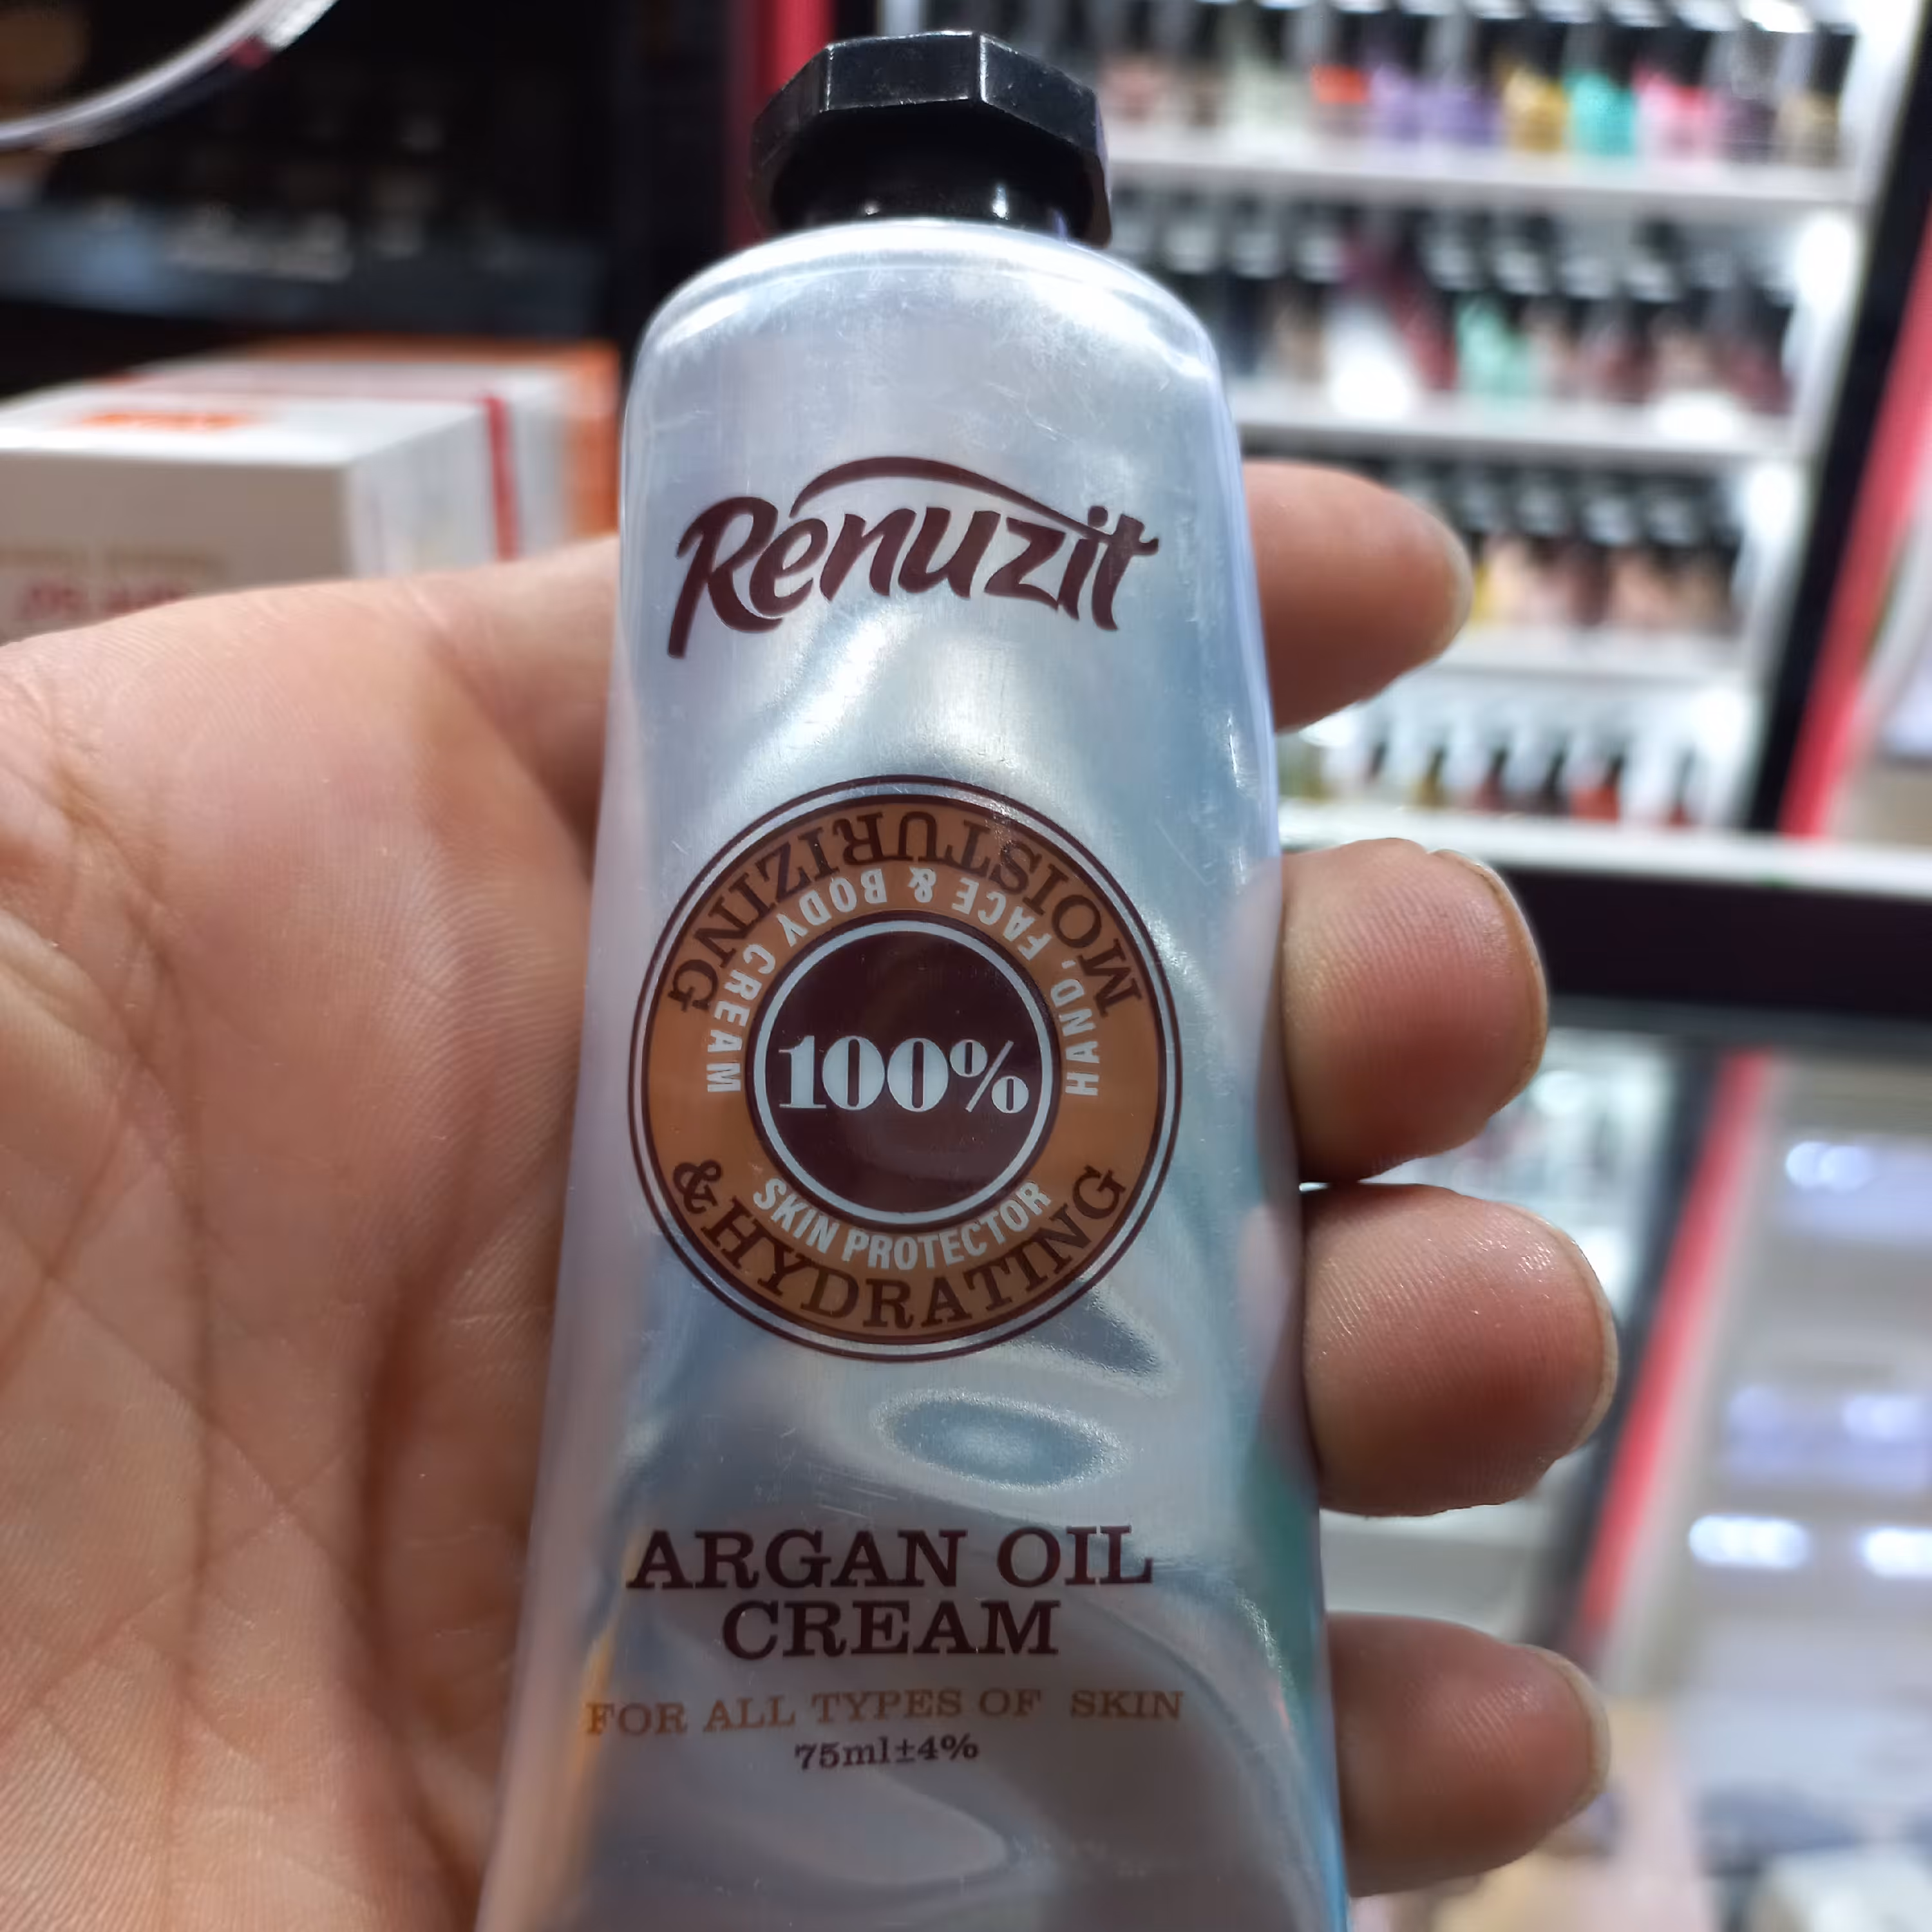 Renuzit
MOISTURIZING
HAND, FACE & BODY CREAM
100%
SKIN PROTECTOR
& HYDRATING
ARGAN OIL
CREAM
FOR ALL TYPES OF SKIN
75ml±4%